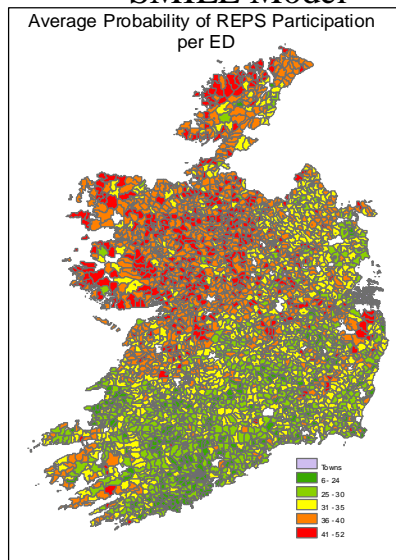 SMILE Model
Average Probability of REPS Participation
per ED
Towns
6 - 24
25 - 30
31 - 35
36 - 40
41 - 52